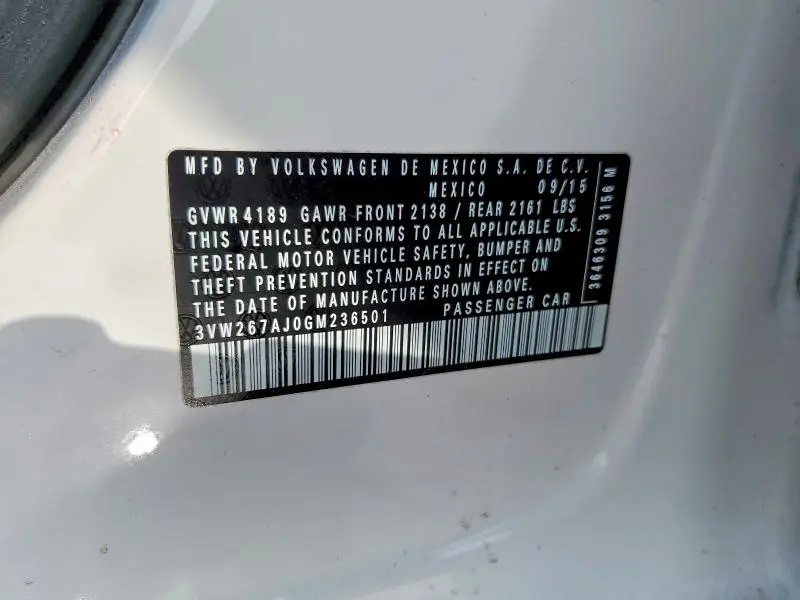 MFD BY VOLKSWAGEN DE MEXICO S.A. DE C.V.
MEXICO 09/15
GVWR 4189 GAWR FRONT 2138 / REAR 2161 LBS
THIS VEHICLE CONFORMS TO ALL APPLICABLE U.S.
FEDERAL MOTOR VEHICLE SAFETY, BUMPER AND
THEFT PREVENTION STANDARDS IN EFFECT ON
THE DATE OF MANUFACTURE SHOWN ABOVE.
3VW267AJ0GM236501 PASSENGER CAR
3646309 3156 M